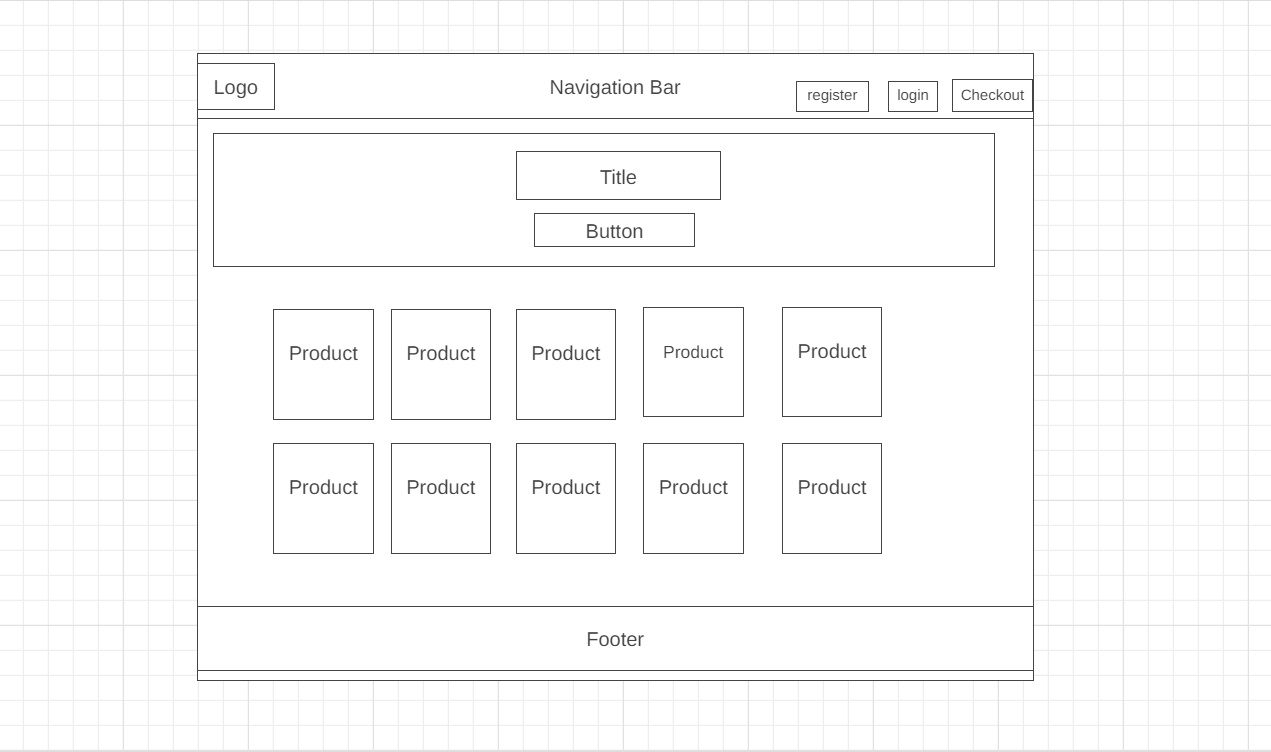 Logo
Navigation Bar
register
login
Checkout
Title
Button
Product
Product
Product
Product
Product
Product
Product
Product
Product
Product
Footer